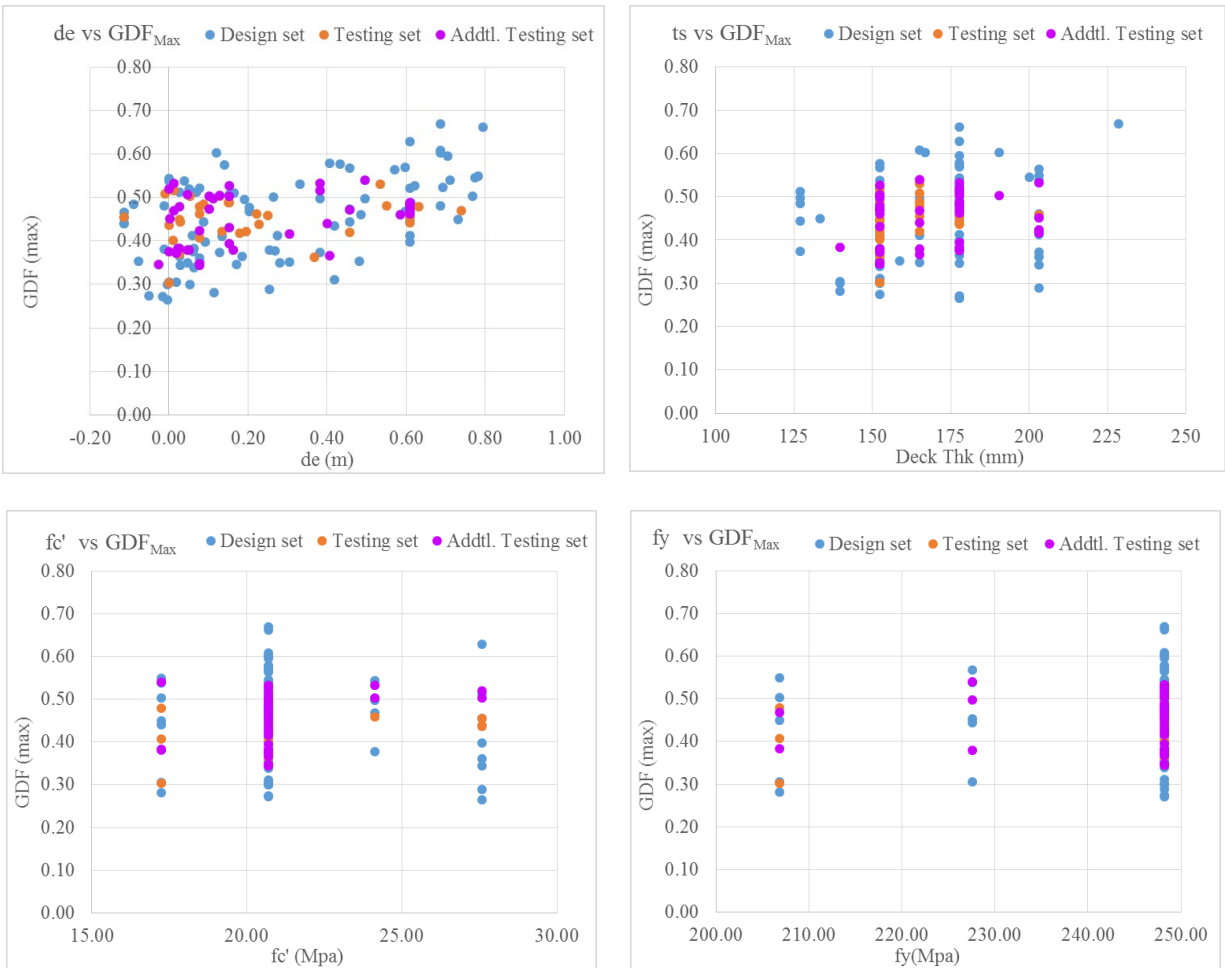 de vs GDFMax
Design set
Testing set
Addtl. Testing set
0.80
0.70
0.60
0.50
0.40
0.30
0.20
0.10
0.00
-0.20 0.00 0.20 0.40 0.60 0.80 1.00
GDF (max)
de (m)
ts vs GDFMax
Design set
Testing set
Addtl. Testing set
0.80
0.70
0.60
0.50
0.40
0.30
0.20
0.10
0.00
100 125 150 175 200 225 250
GDF (max)
Deck Thk (mm)
fc' vs GDFMax
Design set
Testing set
Addtl. Testing set
0.80
0.70
0.60
0.50
0.40
0.30
0.20
0.10
0.00
15.00 20.00 25.00 30.00
GDF (max)
fc' (Mpa)
fy vs GDFMax
Design set
Testing set
Addtl. Testing set
0.80
0.70
0.60
0.50
0.40
0.30
0.20
0.10
0.00
200.00 210.00 220.00 230.00 240.00 250.00
GDF (max)
fy(Mpa)